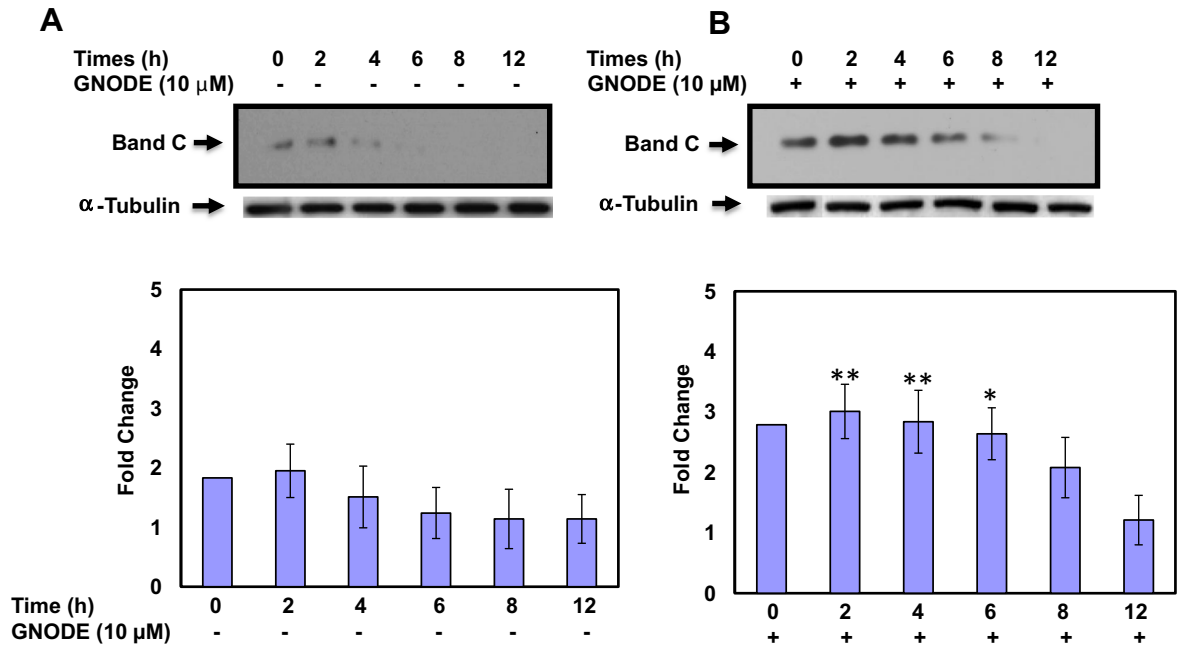 A
Times (h) 0 2 4 6 8 12
GNODE (10 μM) - - - - - -
Band C
α-Tubulin
5
4
3
2
1
0
Fold Change
Time (h) 0 2 4 6 8 12
GNODE (10 μM) - - - - - -
B
Times (h) 0 2 4 6 8 12
GNODE (10 μM) + + + + + +
Band C
α-Tubulin
5
4
3
2
1
0
Fold Change
** ** *
0 2 4 6 8 12
+ + + + + +